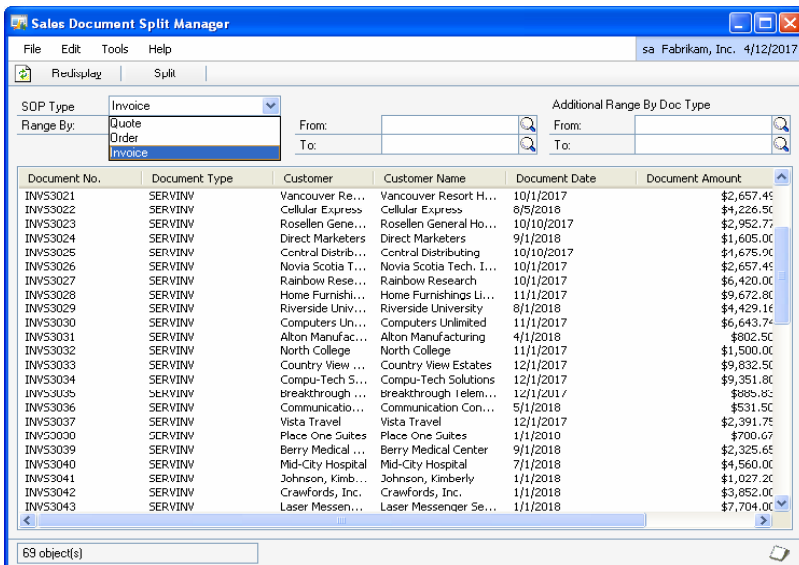 Sales Document Split Manager
File Edit Tools Help sa Fabrikam, Inc. 4/12/2017
Redisplay Split
SOP Type Invoice Additional Range By Doc Type
Range By: Quote From: From:
Order
Invoice To: To:
Document No. Document Type Customer Customer Name Document Date Document Amount
INVS3021 SERVINV Vancouver Re... Vancouver Resort H... 10/1/2017 $2,657.49
INVS3022 SERVINV Cellular Express Cellular Express 8/5/2018 $4,226.50
INVS3023 SERVINV Rosellen Gene... Rosellen General Ho... 10/10/2017 $2,952.77
INVS3024 SERVINV Direct Marketers Direct Marketers 9/1/2018 $1,605.00
INVS3025 SERVINV Central Distrib... Central Distributing 10/10/2017 $4,675.90
INVS3026 SERVINV Novia Scotia T... Novia Scotia Tech. I... 10/1/2017 $2,657.49
INVS3027 SERVINV Rainbow Rese... Rainbow Research 10/1/2017 $6,420.00
INVS3028 SERVINV Home Furnishi... Home Furnishings Li... 11/1/2017 $9,672.80
INVS3029 SERVINV Riverside Univ... Riverside University 8/1/2018 $4,429.16
INVS3030 SERVINV Computers Un... Computers Unlimited 11/1/2017 $6,643.74
INVS3031 SERVINV Alton Manufac... Alton Manufacturing 4/1/2018 $802.50
INVS3032 SERVINV North College North College 11/1/2017 $1,500.00
INVS3033 SERVINV Country View ... Country View Estates 12/1/2017 $9,832.50
INVS3034 SERVINV Compu-Tech S... Compu-Tech Solutions 12/1/2017 $9,351.80
INVS3035 SERVINV Breakthrough ... Breakthrough Telem... 12/1/2017 $885.83
INVS3036 SERVINV Communicatio... Communication Con... 5/1/2018 $531.50
INVS3037 SERVINV Vista Travel Vista Travel 12/1/2017 $2,391.75
SERVINV Place One Suites Place One Suites $700.67
INVS3039 SERVINV Berry Medical ... Berry Medical Center 9/1/2018 $2,325.65
INVS3040 SERVINV Mid-City Hospital Mid-City Hospital 7/1/2018 $4,560.00
INVS3041 SERVINV Johnson, Kimb... Johnson, Kimberly 1/1/2018 $1,027.20
INVS3042 SERVINV Crawfords, Inc. Crawfords, Inc. 1/1/2018 $3,852.00
INVS3043 SERVINV Laser Messen... Laser Messenger Se... 1/1/2018 $7,704.00
69 object(s)